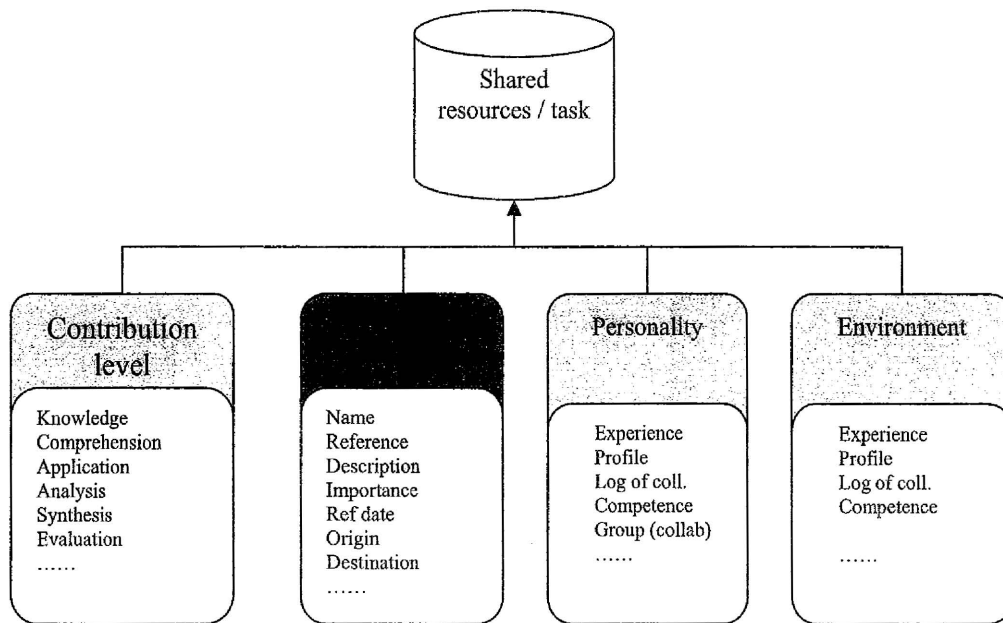 Shared
resources / task
Contribution
level
Knowledge
Comprehension
Application
Analysis
Synthesis
Evaluation
……
Name
Reference
Description
Importance
Ref date
Origin
Destination
……
Personality
Experience
Profile
Log of coll.
Competence
Group (collab)
……
Environment
Experience
Profile
Log of coll.
Competence
……